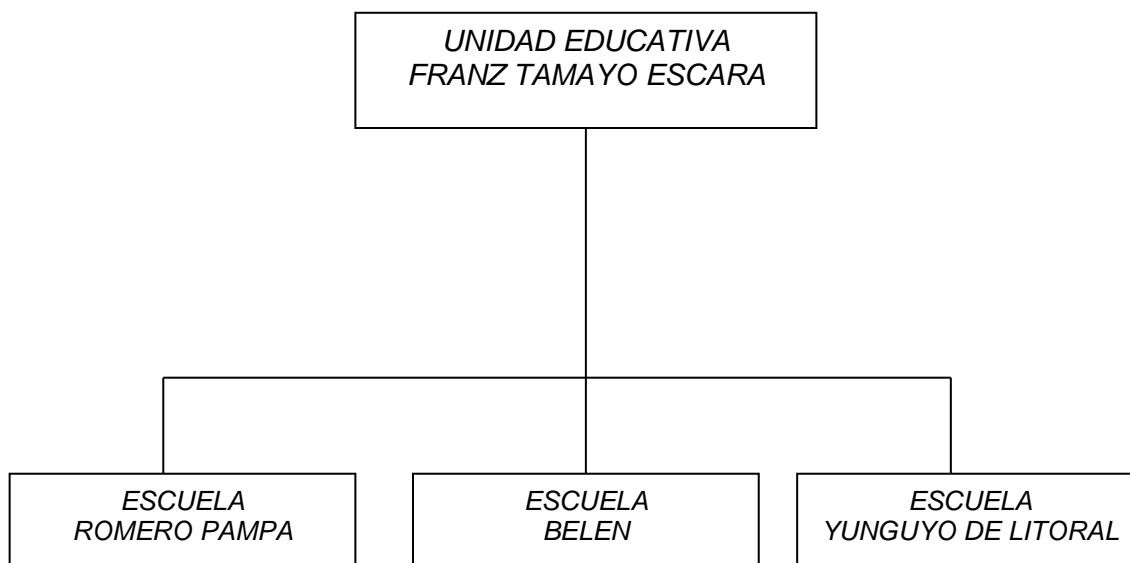 UNIDAD EDUCATIVA
FRANZ TAMAYO ESCARA
ESCUELA
ROMERO PAMPA
ESCUELA
BELEN
ESCUELA
YUNGUYO DE LITORAL